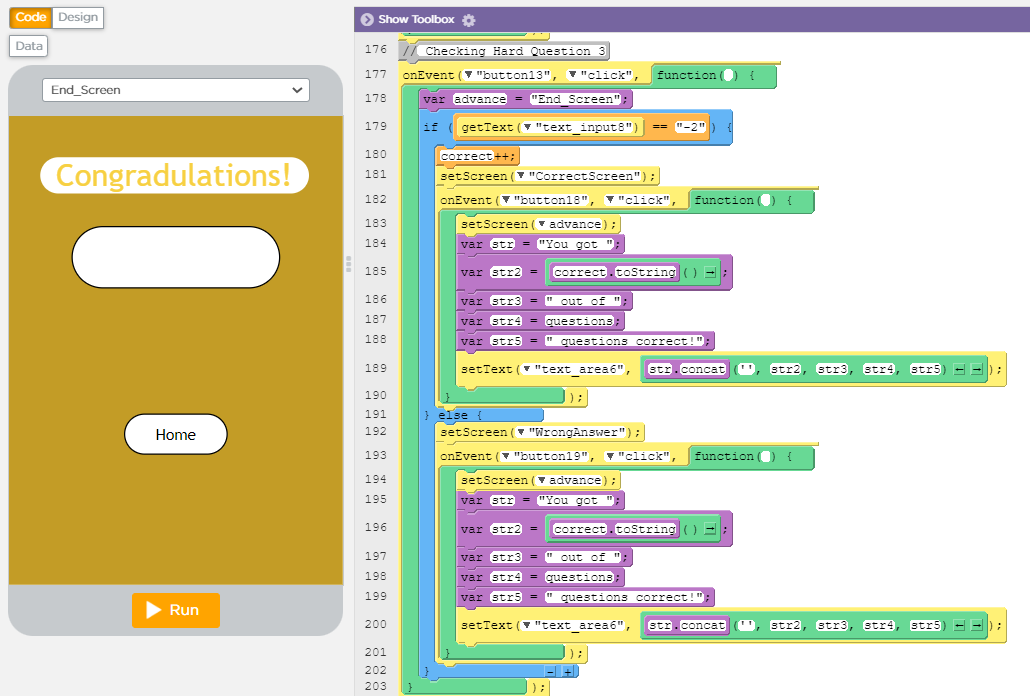 Code Design
Data
End_Screen
Congradulations!
Home
Run
Show Toolbox
176 // Checking Hard Question 3
177 onEvent(▼"button13", ▼"click", function() {
178 var advance = "End_Screen";
179 if (getText(▼"text_input8") == "-2") {
180 correct++;
181 setScreen(▼"CorrectScreen");
182 onEvent(▼"button18", ▼"click", function() {
183 setScreen(▼advance);
184 var str = "You got ";
185 var str2 = correct.toString()→;
186 var str3 = " out of ";
187 var str4 = questions;
188 var str5 = " questions correct!";
189 setText(▼"text_area6", str.concat('', str2, str3, str4, str5)←→);
190 } );
191 } else {
192 setScreen(▼"WrongAnswer");
193 onEvent(▼"button19", ▼"click", function() {
194 setScreen(▼advance);
195 var str = "You got ";
196 var str2 = correct.toString()→;
197 var str3 = " out of ";
198 var str4 = questions;
199 var str5 = " questions correct!";
200 setText(▼"text_area6", str.concat('', str2, str3, str4, str5)←→);
201 } );
202 } - +
203 } );